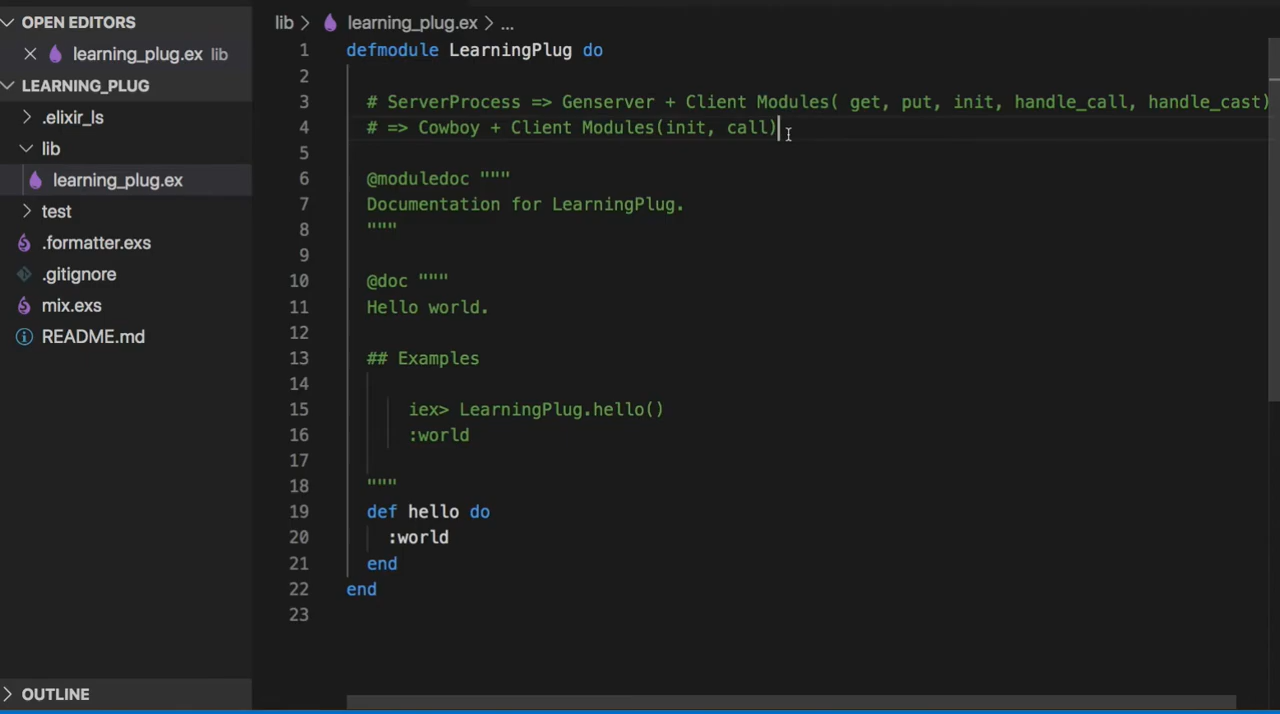 OPEN EDITORS
learning_plug.ex lib
LEARNING_PLUG
.elixir_ls
lib
learning_plug.ex
test
.formatter.exs
.gitignore
mix.exs
README.md
OUTLINE
lib > learning_plug.ex > ...
1 defmodule LearningPlug do
2
3 # ServerProcess => Genserver + Client Modules( get, put, init, handle_call, handle_cast)
4 # => Cowboy + Client Modules(init, call)
5
6 @moduledoc """
7 Documentation for LearningPlug.
8 """
9
10 @doc """
11 Hello world.
12
13 ## Examples
14
15 iex> LearningPlug.hello()
16 :world
17
18 """
19 def hello do
20 :world
21 end
22 end
23